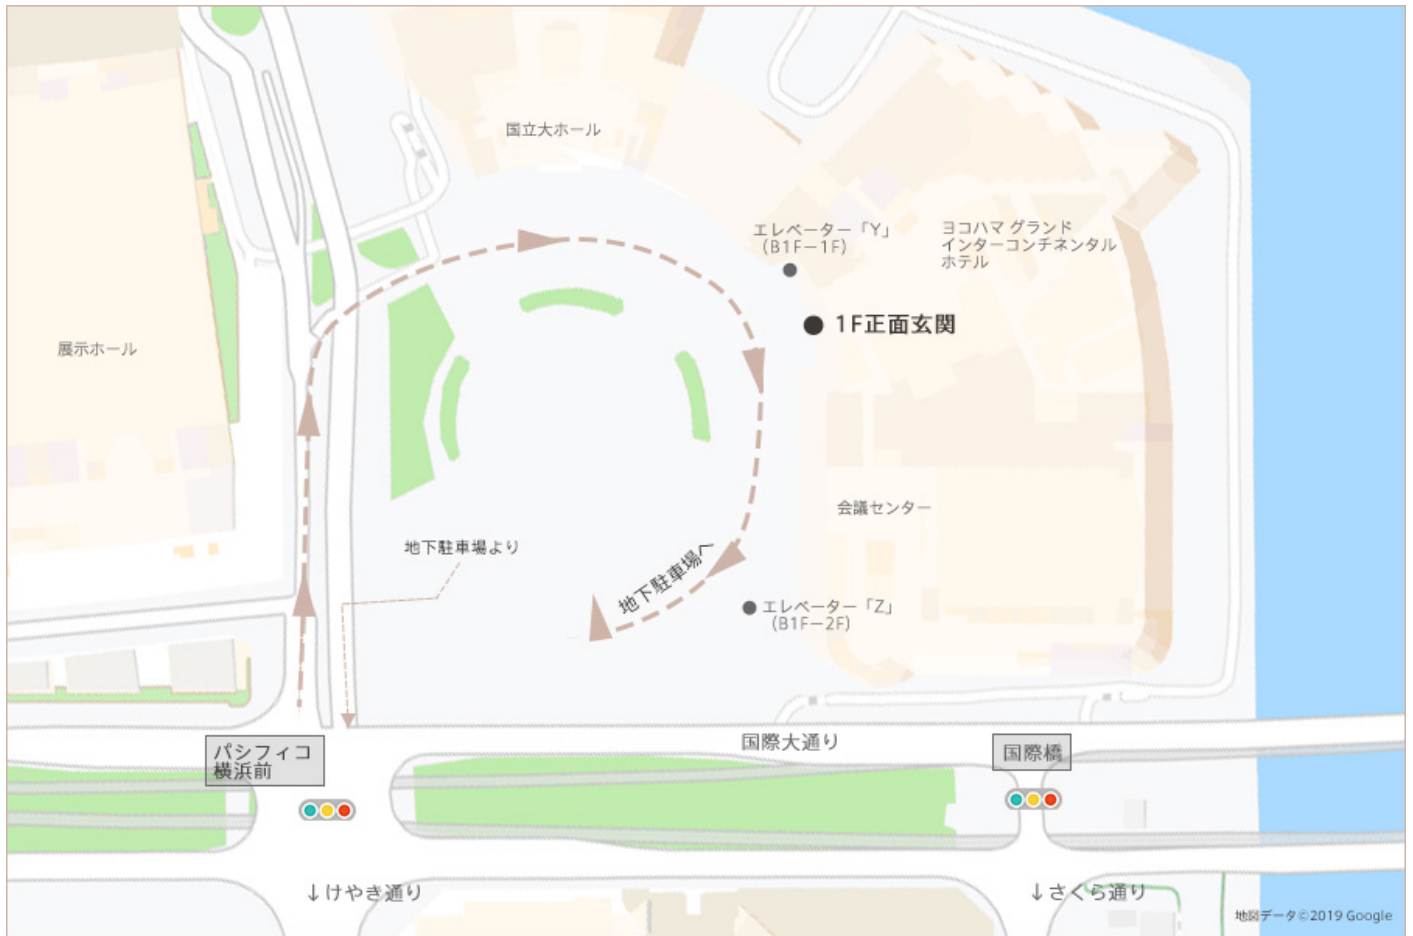 国立大ホール
エレベーター「Y」
（B1F－1F）
ヨコハマ グランド
インターコンチネンタル
ホテル
1F正面玄関
展示ホール
会議センター
地下駐車場より
地下駐車場へ
エレベーター「Z」
（B1F－2F）
パシフィコ
横浜前
国際大通り
国際橋
↓けやき通り
↓さくら通り
地図データ©2019 Google